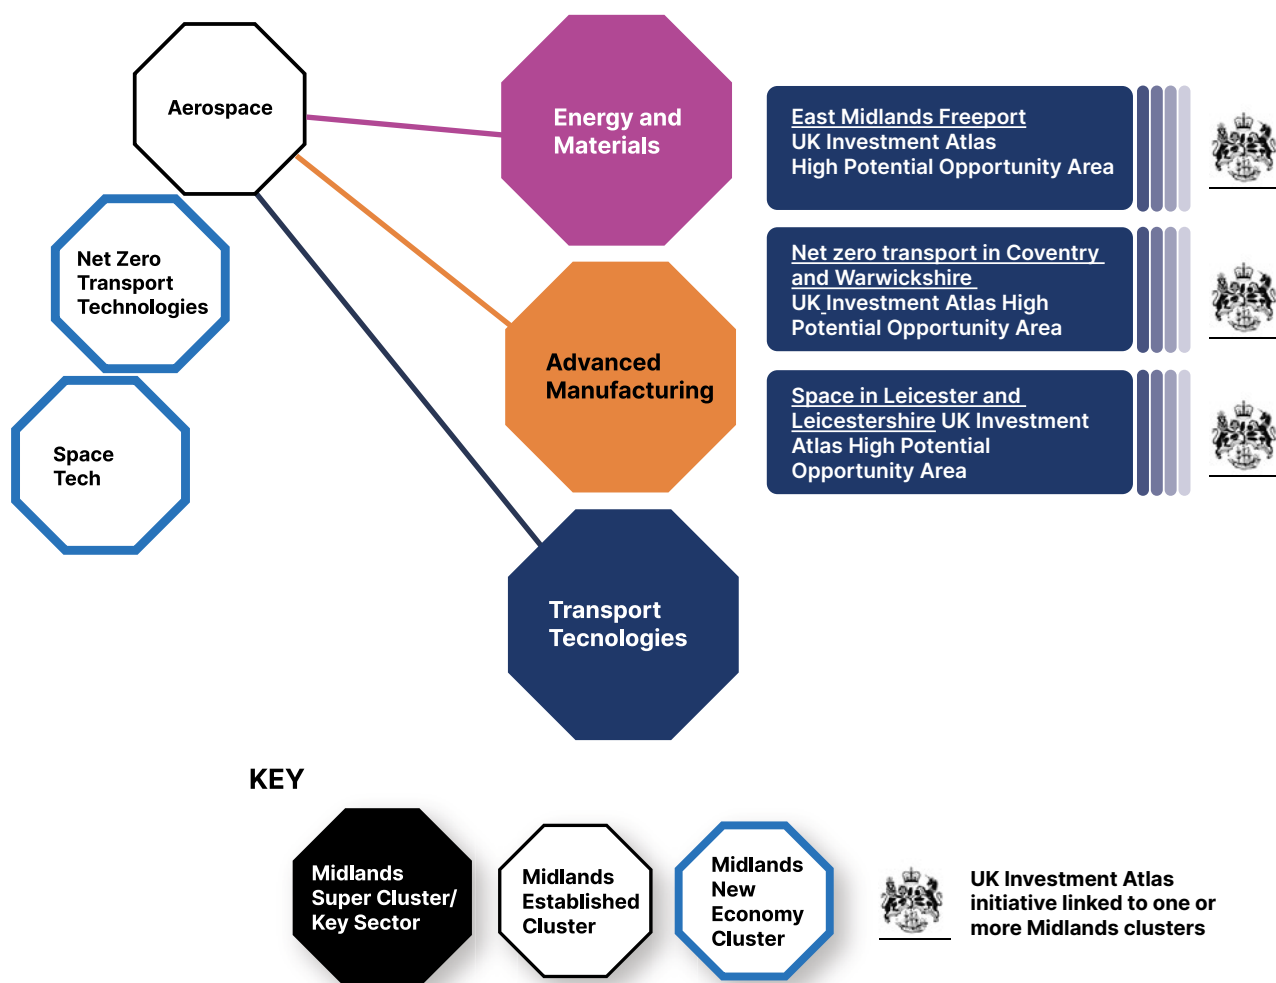 Aerospace
Energy and
Materials
East Midlands Freeport
UK Investment Atlas
High Potential Opportunity Area
Net Zero
Transport
Technologies
Net zero transport in Coventry
and Warwickshire
UK Investment Atlas High
Potential Opportunity Area
Advanced
Manufacturing
Space in Leicester and
Leicestershire UK Investment
Atlas High Potential
Opportunity Area
Space
Tech
Transport
Tecnologies
KEY
Midlands
Super Cluster/
Key Sector
Midlands
Established
Cluster
Midlands
New
Economy
Cluster
UK Investment Atlas
initiative linked to one or
more Midlands clusters